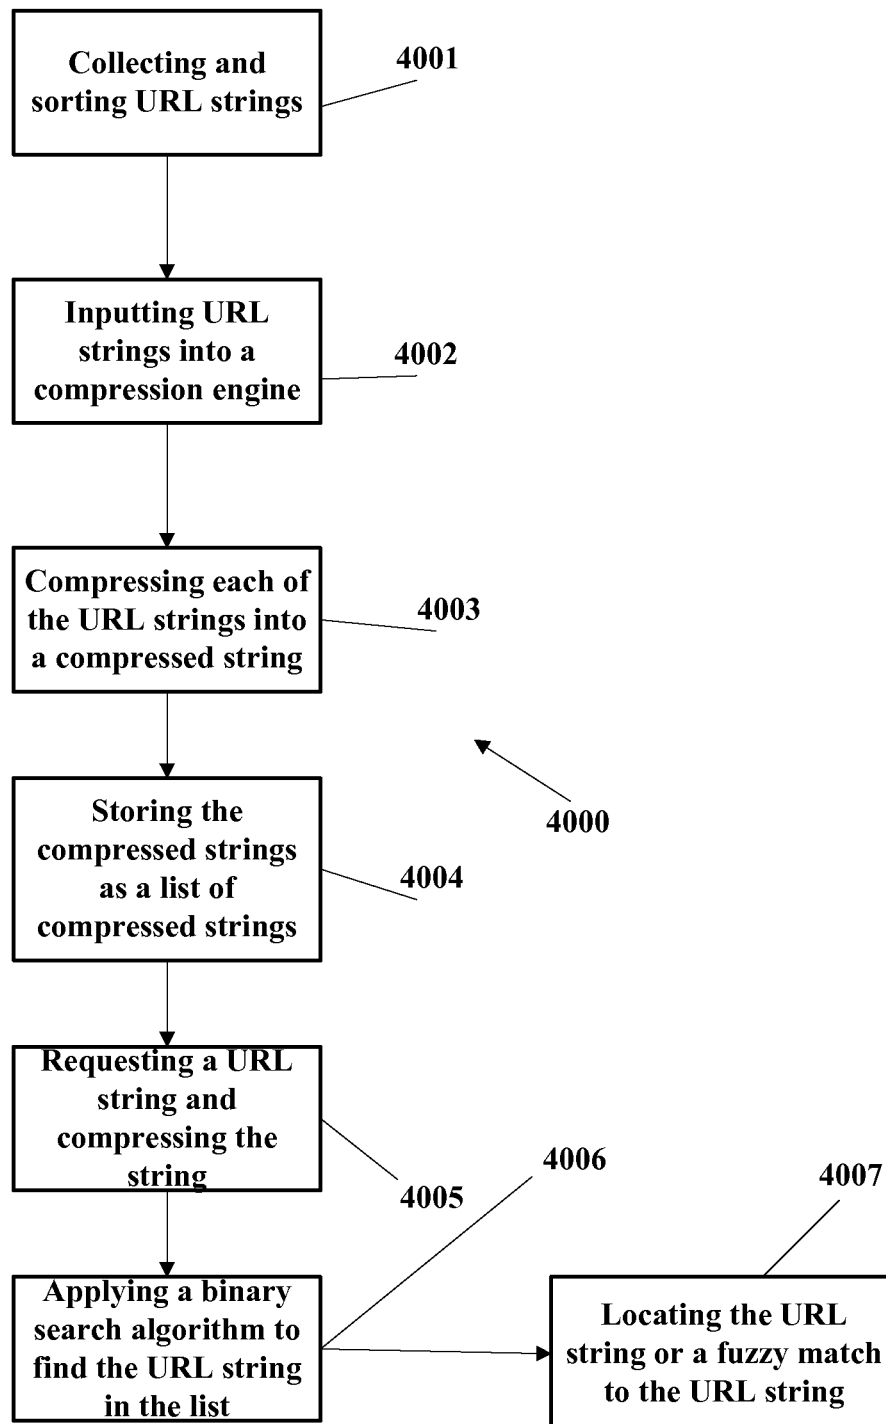 Collecting and
sorting URL strings
4001
Inputting URL
strings into a
compression engine
4002
Compressing each of
the URL strings into
a compressed string
4003
4000
Storing the
compressed strings
as a list of
compressed strings
4004
Requesting a URL
string and
compressing the
string
4005
4006
4007
Applying a binary
search algorithm to
find the URL string
in the list
Locating the URL
string or a fuzzy match
to the URL string